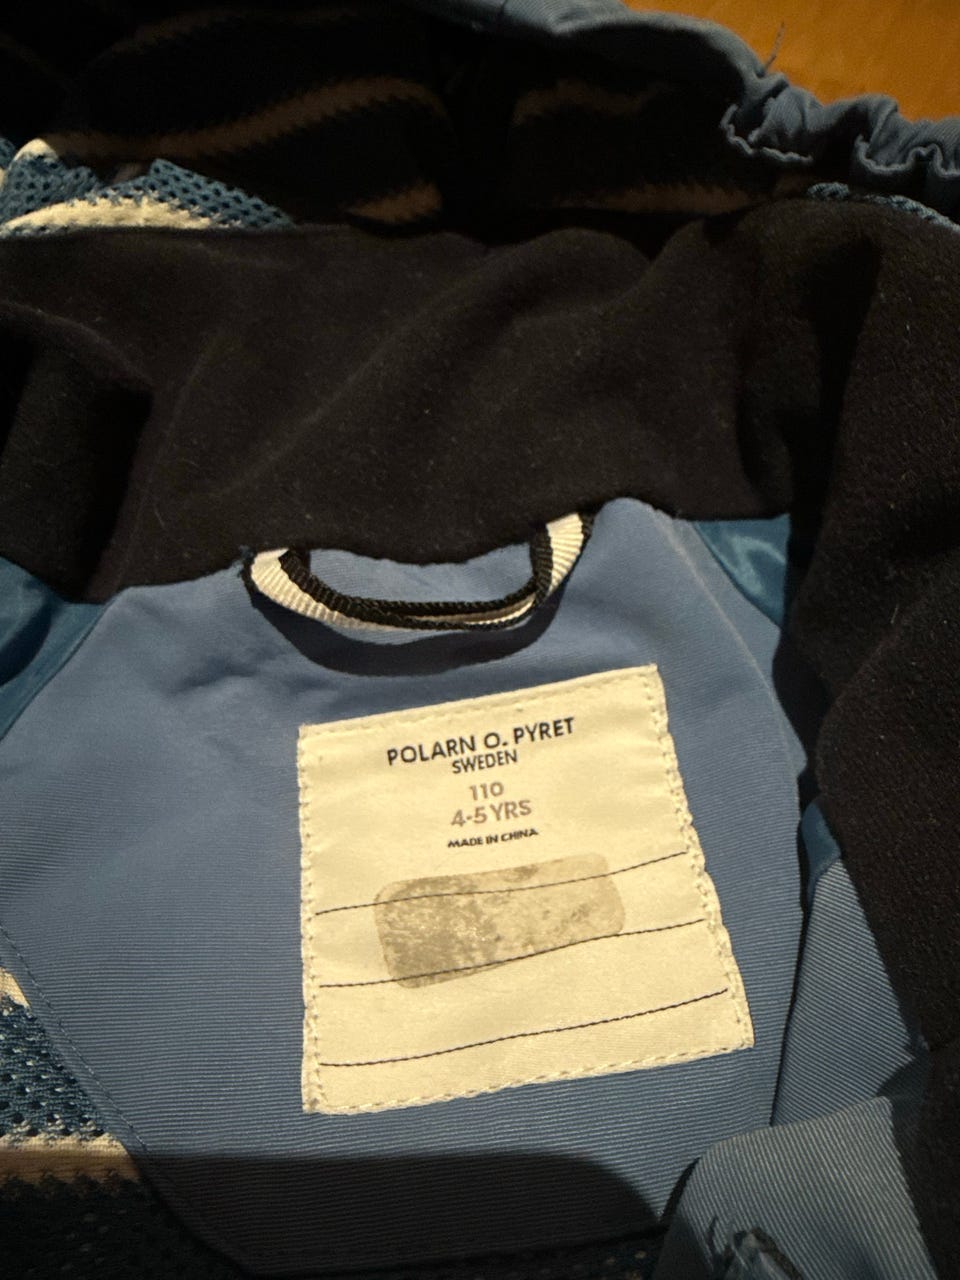 POLARN O. PYRET
SWEDEN
110
4-5 YRS
MADE IN CHINA